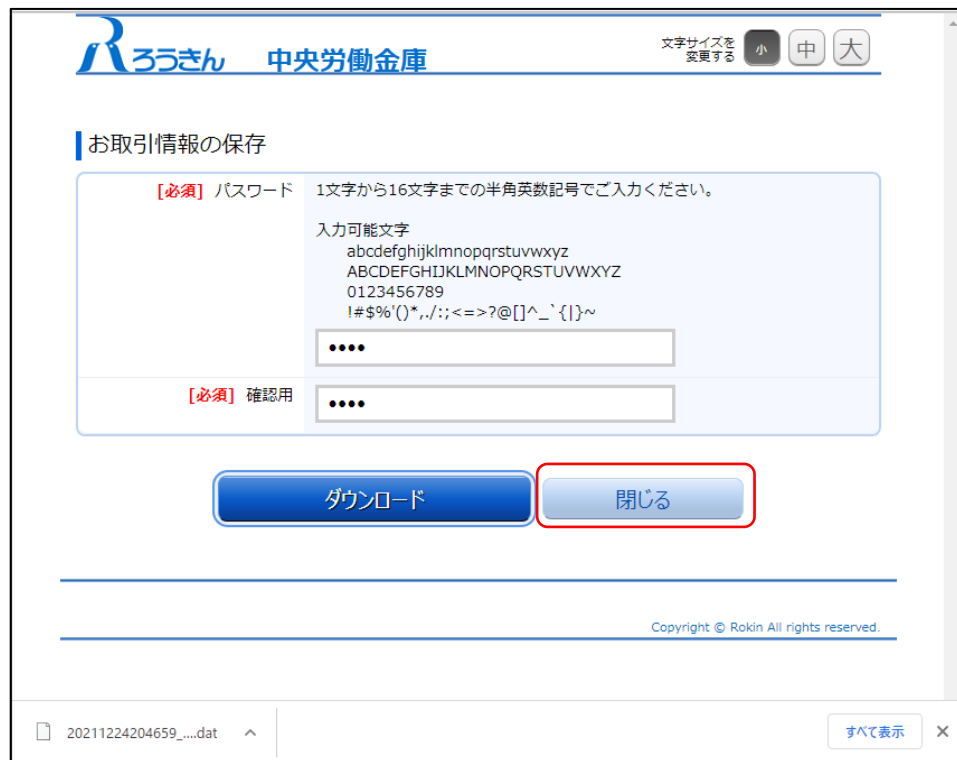 Rろうきん 中央労働金庫
文字サイズを
変更する
小 中 大
お取引情報の保存
[必須] パスワード 1文字から16文字までの半角英数記号でご入力ください。
入力可能文字
abcdefghijklmnopqrstuvwxyz
ABCDEFGHIJKLMNOPQRSTUVWXYZ
0123456789
!#$%'()*,./:;<=>?@[]^_`{|}~
••••
[必須] 確認用 ••••
ダウンロード 閉じる
Copyright © Rokin All rights reserved.
20211224204659_....dat すべて表示